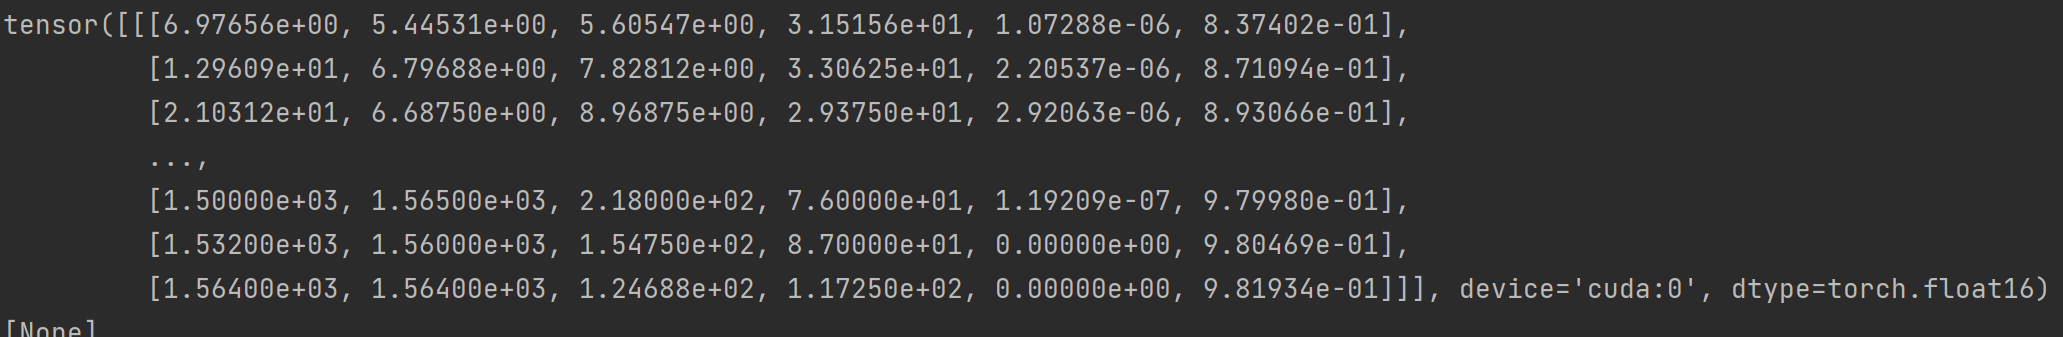 tensor([[[6.97656e+00, 5.44531e+00, 5.60547e+00, 3.15156e+01, 1.07288e-06, 8.37402e-01],
[1.29609e+01, 6.79688e+00, 7.82812e+00, 3.30625e+01, 2.20537e-06, 8.71094e-01],
[2.10312e+01, 6.68750e+00, 8.96875e+00, 2.93750e+01, 2.92063e-06, 8.93066e-01],
...,
[1.50000e+03, 1.56500e+03, 2.18000e+02, 7.60000e+01, 1.19209e-07, 9.79980e-01],
[1.53200e+03, 1.56000e+03, 1.54750e+02, 8.70000e+01, 0.00000e+00, 9.80469e-01],
[1.56400e+03, 1.56400e+03, 1.24688e+02, 1.17250e+02, 0.00000e+00, 9.81934e-01]]], device='cuda:0', dtype=torch.float16)
[None]